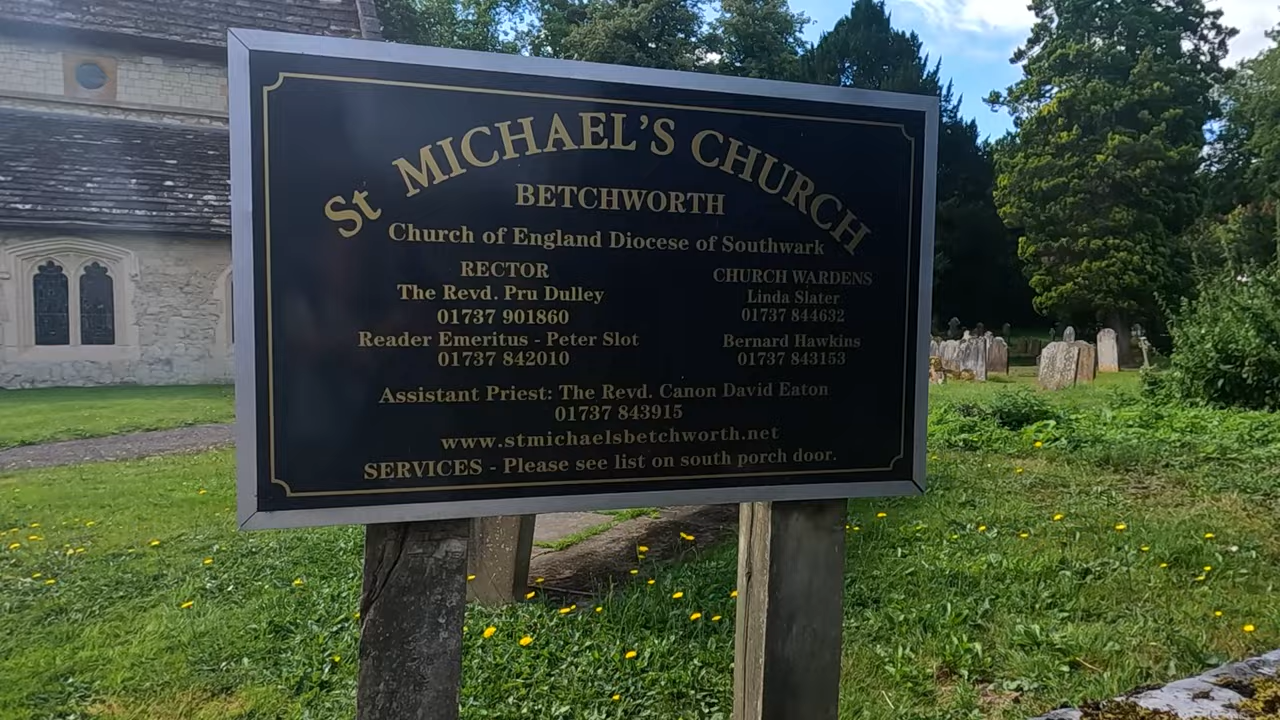 St MICHAEL'S CHURCH
BETCHWORTH
Church of England Diocese of Southwark
RECTOR
The Revd. Pru Dulley
01737 901860
Reader Emeritus - Peter Slot
01737 842010
CHURCH WARDENS
Linda Slater
01737 844632
Bernard Hawkins
01737 843153
Assistant Priest: The Revd. Canon David Eaton
01737 843915
www.stmichaelsbetchworth.net
SERVICES - Please see list on south porch door.